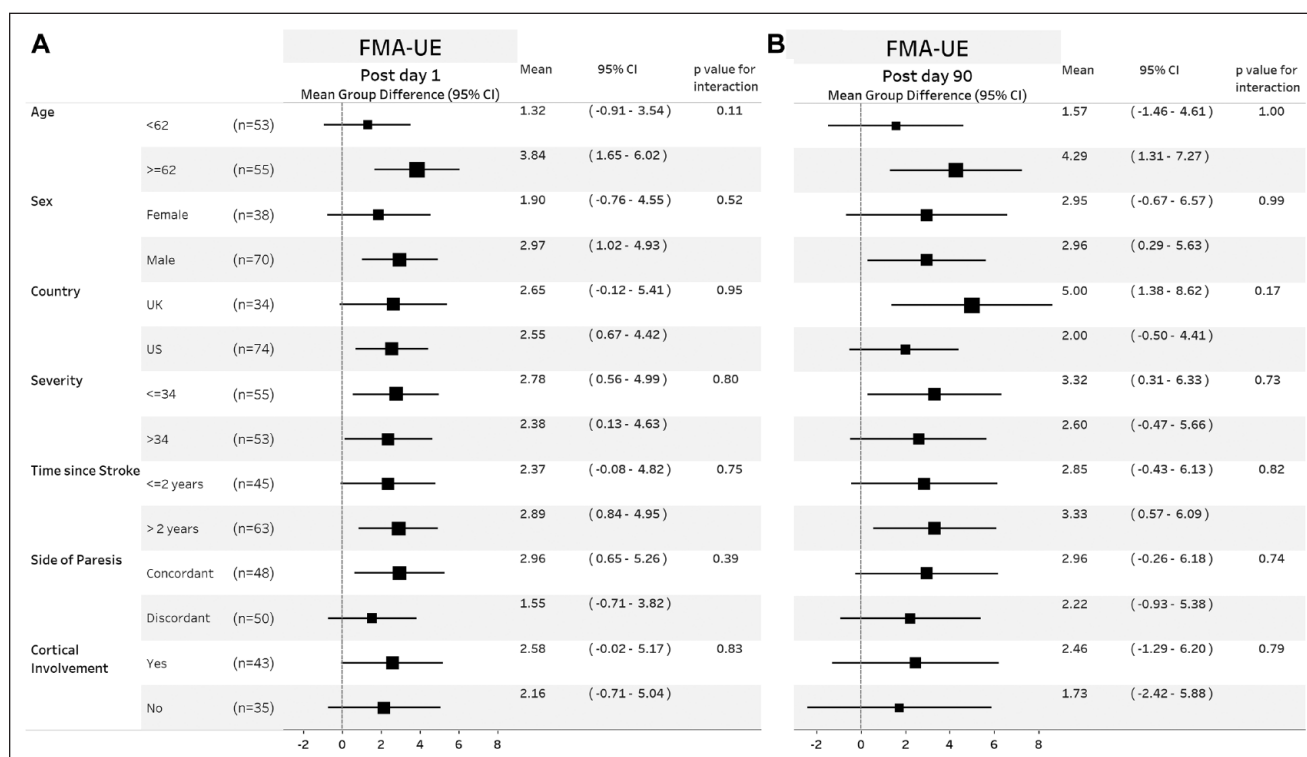 A
FMA-UE
Post day 1
Mean Group Difference (95% CI)
Mean 95% CI p value for interaction
B
FMA-UE
Post day 90
Mean Group Difference (95% CI)
Mean 95% CI p value for interaction
Age
<62 (n=53) 1.32 (-0.91 - 3.54) 0.11 1.57 (-1.46 - 4.61) 1.00
>=62 (n=55) 3.84 (1.65 - 6.02) 4.29 (1.31 - 7.27)
Sex
Female (n=38) 1.90 (-0.76 - 4.55) 0.52 2.95 (-0.67 - 6.57) 0.99
Male (n=70) 2.97 (1.02 - 4.93) 2.96 (0.29 - 5.63)
Country
UK (n=34) 2.65 (-0.12 - 5.41) 0.95 5.00 (1.38 - 8.62) 0.17
US (n=74) 2.55 (0.67 - 4.42) 2.00 (-0.50 - 4.41)
Severity
<=34 (n=55) 2.78 (0.56 - 4.99) 0.80 3.32 (0.31 - 6.33) 0.73
>34 (n=53) 2.38 (0.13 - 4.63) 2.60 (-0.47 - 5.66)
Time since Stroke
<=2 years (n=45) 2.37 (-0.08 - 4.82) 0.75 2.85 (-0.43 - 6.13) 0.82
> 2 years (n=63) 2.89 (0.84 - 4.95) 3.33 (0.57 - 6.09)
Side of Paresis
Concordant (n=48) 2.96 (0.65 - 5.26) 0.39 2.96 (-0.26 - 6.18) 0.74
Discordant (n=50) 1.55 (-0.71 - 3.82) 2.22 (-0.93 - 5.38)
Cortical
Involvement
Yes (n=43) 2.58 (-0.02 - 5.17) 0.83 2.46 (-1.29 - 6.20) 0.79
No (n=35) 2.16 (-0.71 - 5.04) 1.73 (-2.42 - 5.88)
-2 0 2 4 6 8 -2 0 2 4 6 8